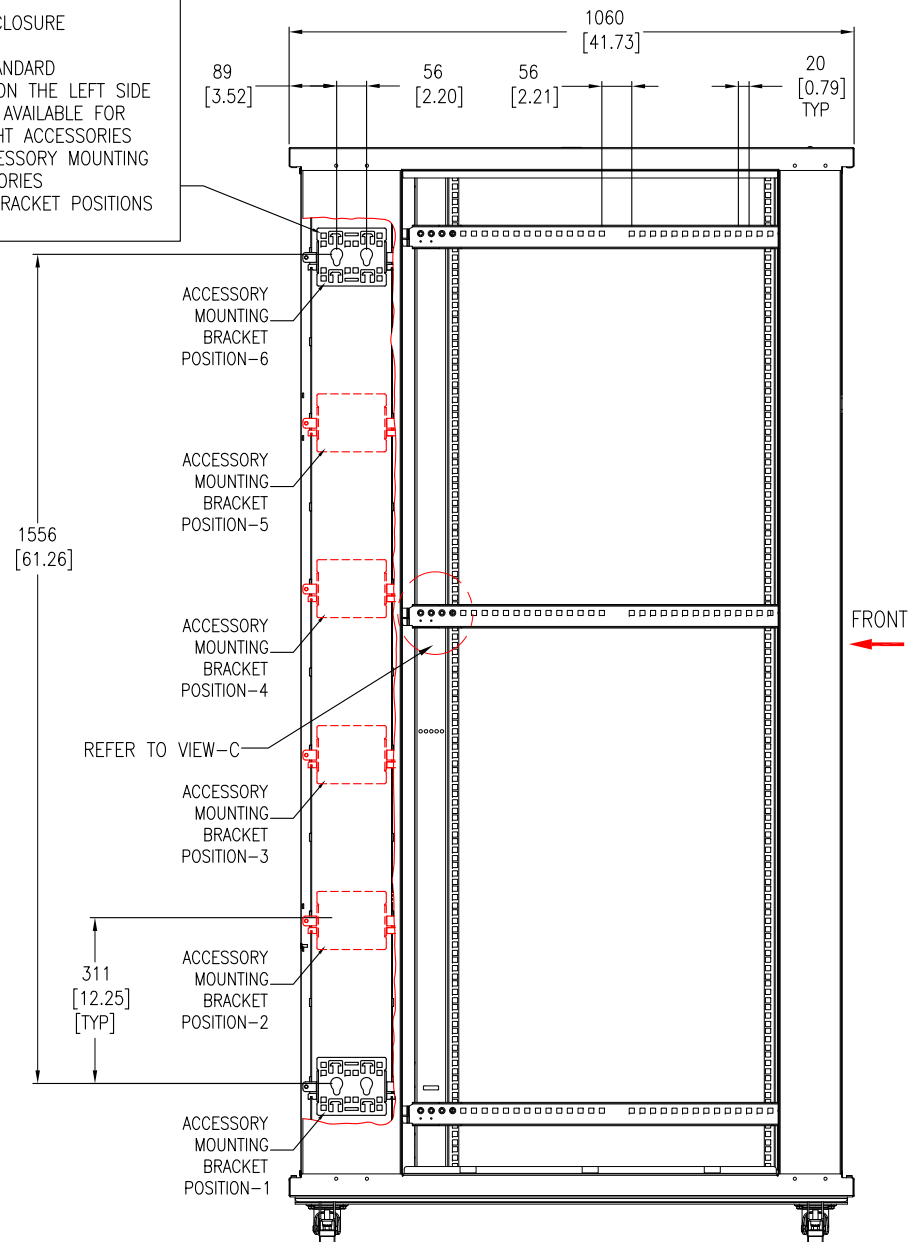 CLOSURE
ANDARD
ON THE LEFT SIDE
AVAILABLE FOR
HT ACCESSORIES
ESSORY MOUNTING
ORIES
BRACKET POSITIONS
1060
[41.73]
89
[3.52]
56
[2.20]
56
[2.21]
20
[0.79]
TYP
ACCESSORY
MOUNTING
BRACKET
POSITION-6
ACCESSORY
MOUNTING
BRACKET
POSITION-5
1556
[61.26]
ACCESSORY
MOUNTING
BRACKET
POSITION-4
FRONT
REFER TO VIEW-C
ACCESSORY
MOUNTING
BRACKET
POSITION-3
311
[12.25]
[TYP]
ACCESSORY
MOUNTING
BRACKET
POSITION-2
ACCESSORY
MOUNTING
BRACKET
POSITION-1